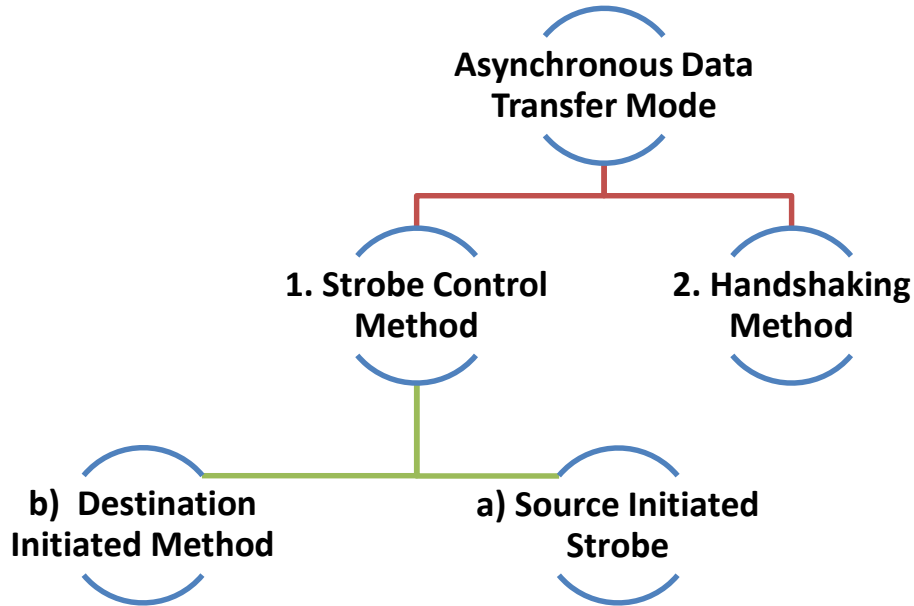 Asynchronous Data
Transfer Mode
1. Strobe Control
Method
2. Handshaking
Method
b) Destination
Initiated Method
a) Source Initiated
Strobe